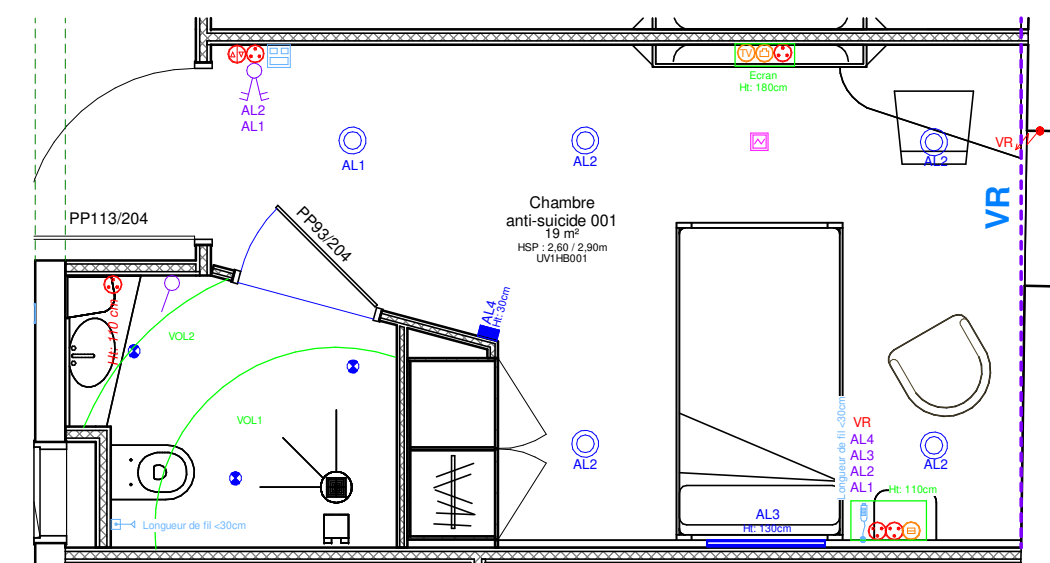 TV
Ecran
Ht: 180cm
AL2
AL1
AL1
AL2
AL2
VR
VR
PP113/204
PP93/204
Chambre
anti-suicide 001
19 m²
HSP : 2,60 / 2,90m
UV1HB001
AL4
Ht: 30cm
Ht: 110 cm
VOL2
VOL1
Longueur de fil <30cm
AL2
AL2
Longueur de fil <30cm
VR
AL4
AL3
AL2
AL1
Ht: 110cm
AL3
Ht: 130cm